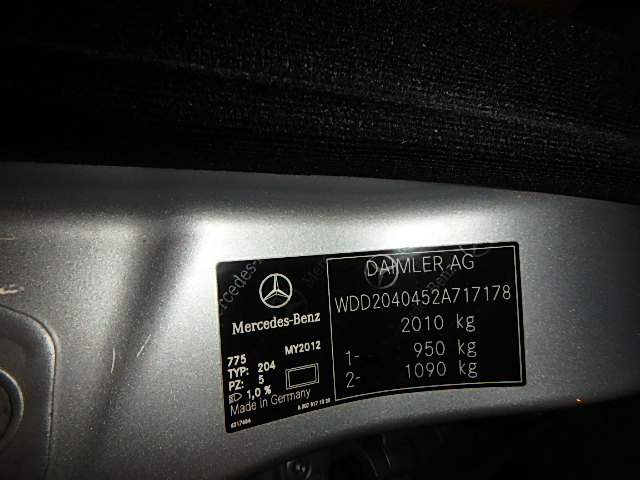 Mercedes-Benz
775 MY2012
TYP: 204
PZ: 5
1,0 %
Made in Germany
6317464
DAIMLER AG
WDD2040452A717178
2010 kg
1- 950 kg
2- 1090 kg